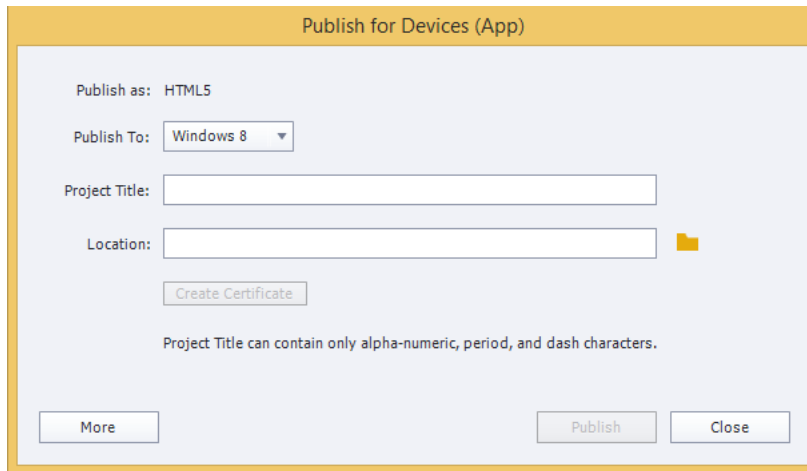 Publish for Devices (App)
Publish as: HTML5
Publish To: Windows 8
Project Title:
Location:
Create Certificate
Project Title can contain only alpha-numeric, period, and dash characters.
More Publish Close